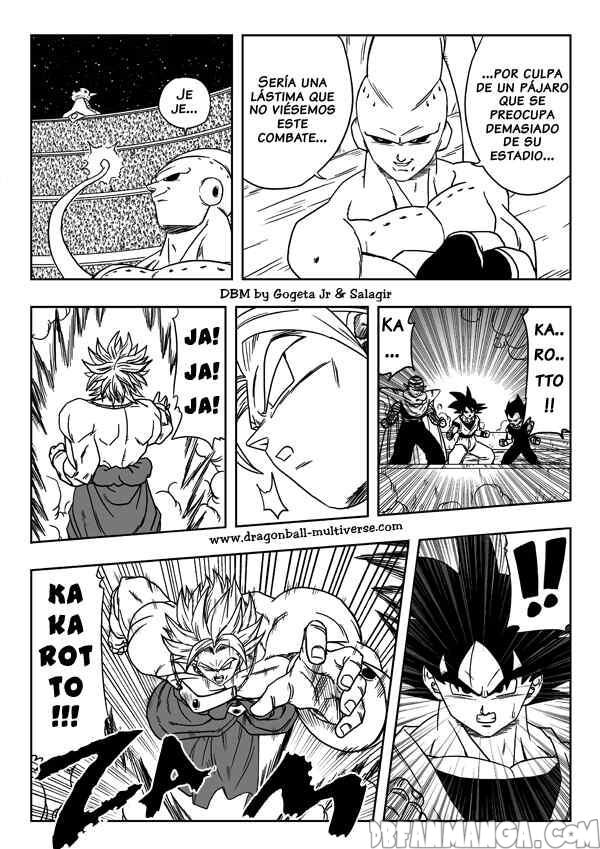 JE
JE...
SERÍA UNA
LÁSTIMA QUE
NO VIÉSEMOS
ESTE
COMBATE...
...POR CULPA
DE UN PÁJARO
QUE SE
PREOCUPA
DEMASIADO
DE SU
ESTADIO...
DBM by Gogeta Jr & Salagir
JA!
JA!
JA!
KA
...
KA..
RO..
TTO
!!
www.dragonball-multiverse.com
KA
KA
ROT
TO
!!!
ZAM
!!
DBFANMANGA.COM